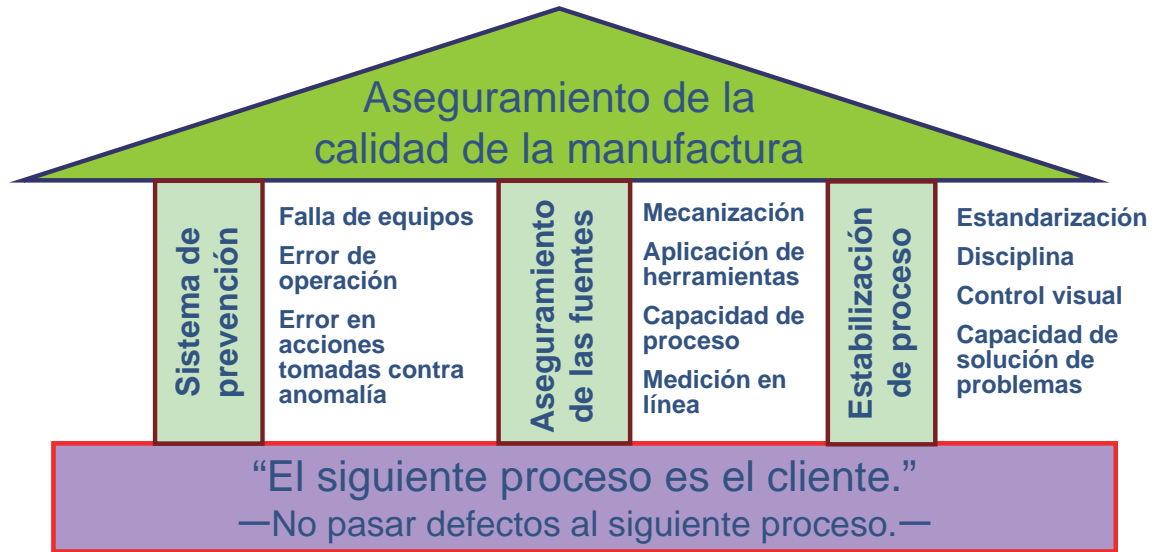 Aseguramiento de la
calidad de la manufactura
Sistema de
prevención
Falla de equipos
Error de
operación
Error en
acciones
tomadas contra
anomalía
Aseguramiento
de las fuentes
Mecanización
Aplicación de
herramientas
Capacidad de
proceso
Medición en
línea
Estabilización
de proceso
Estandarización
Disciplina
Control visual
Capacidad de
solución de
problemas
“El siguiente proceso es el cliente.”
—No pasar defectos al siguiente proceso.—